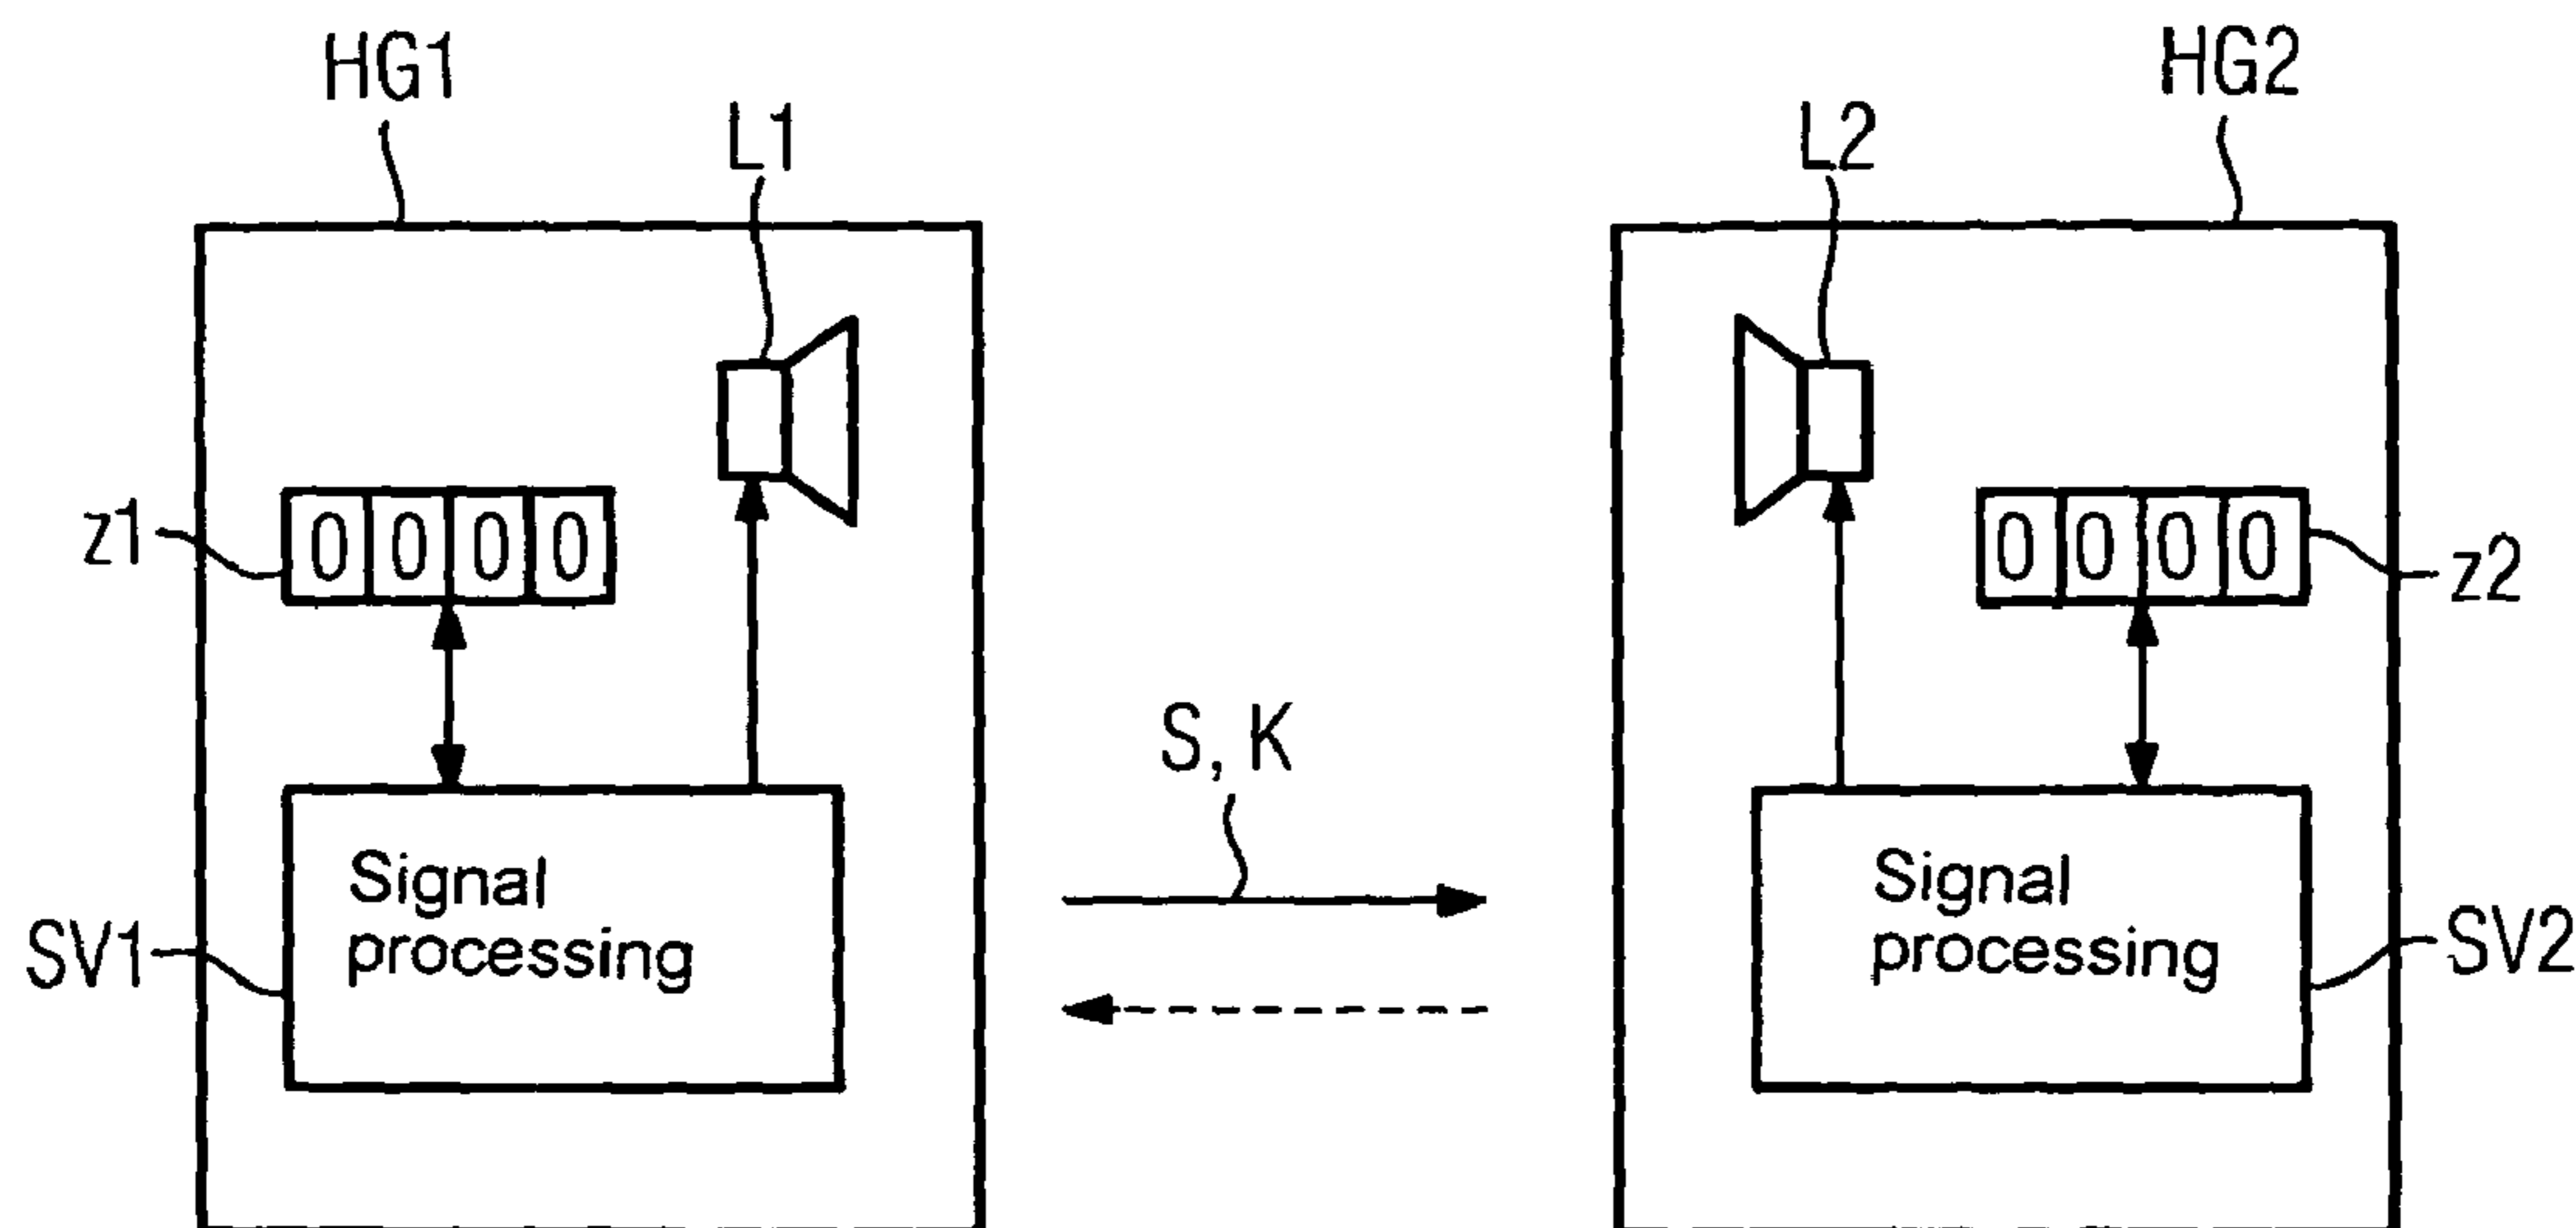 HG1
HG2
L1
L2
z1
0 0 0 0
0 0 0 0
z2
S, K
Signal
processing
Signal
processing
SV1
SV2